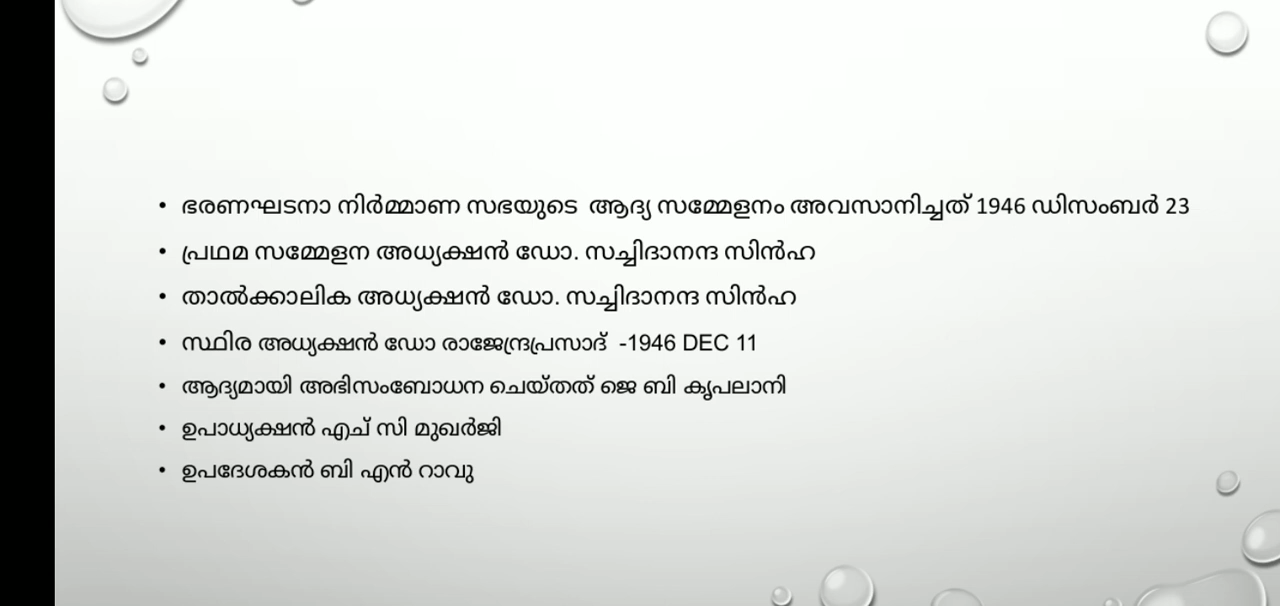 • ഭരണഘടനാ നിർമ്മാണ സഭയുടെ ആദ്യ സമ്മേളനം അവസാനിച്ചത് 1946 ഡിസംബർ 23
• പ്രഥമ സമ്മേളന അധ്യക്ഷൻ ഡോ. സച്ചിദാനന്ദ സിൻഹ
• താൽക്കാലിക അധ്യക്ഷൻ ഡോ. സച്ചിദാനന്ദ സിൻഹ
• സ്ഥിര അധ്യക്ഷൻ ഡോ രാജേന്ദ്രപ്രസാദ് -1946 DEC 11
• ആദ്യമായി അഭിസംബോധന ചെയ്തത് ജെ ബി കൃപലാനി
• ഉപാധ്യക്ഷൻ എച് സി മുഖർജി
• ഉപദേശകൻ ബി എൻ റാവു